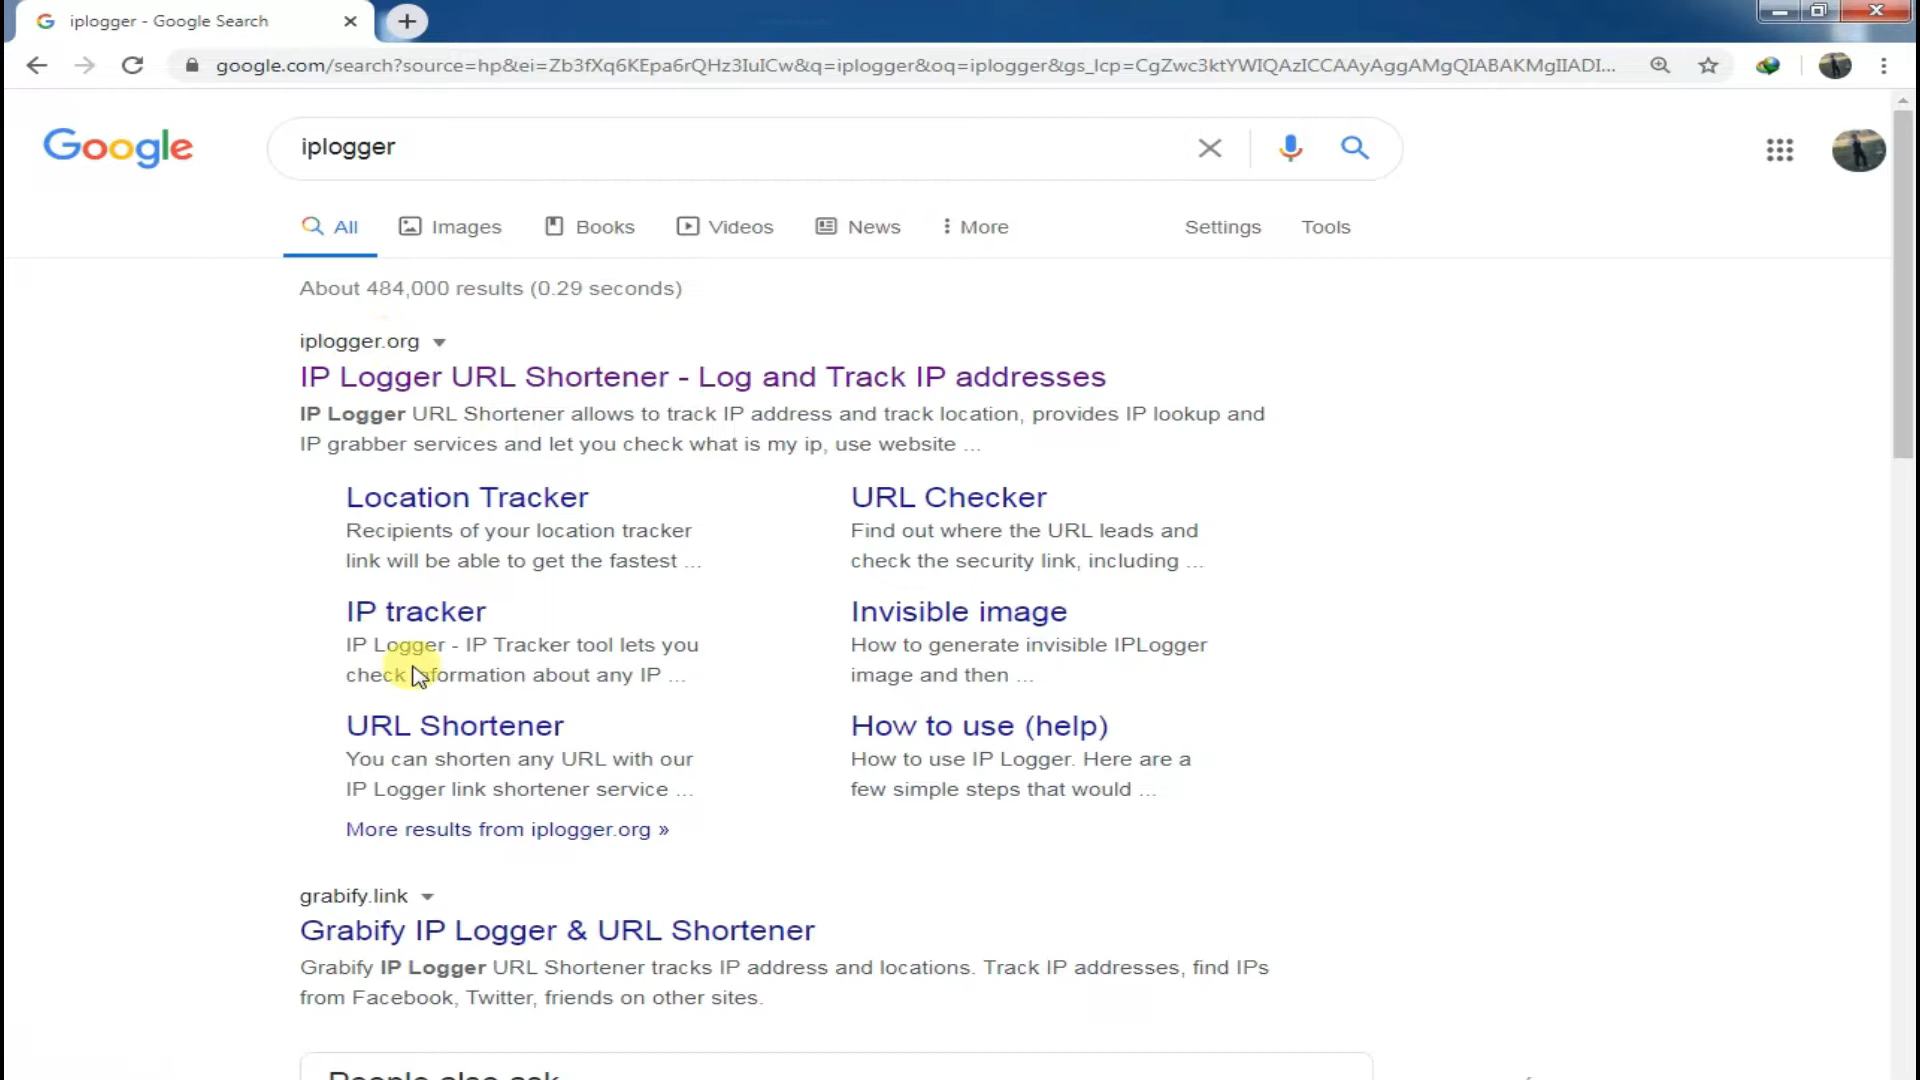 iplogger - Google Search
google.com/search?source=hp&ei=Zb3fXq6KEpa6rQHz3IuICw&q=iplogger&oq=iplogger&gs_lcp=CgZwc3ktYWIQAzICCAAyAggAMgQIABAKMgIIADI...
Google
iplogger
All
Images
Books
Videos
News
More
Settings
Tools
About 484,000 results (0.29 seconds)
iplogger.org
IP Logger URL Shortener - Log and Track IP addresses
IP Logger URL Shortener allows to track IP address and track location, provides IP lookup and
IP grabber services and let you check what is my ip, use website ...
Location Tracker
Recipients of your location tracker
link will be able to get the fastest ...
URL Checker
Find out where the URL leads and
check the security link, including ...
IP tracker
IP Logger - IP Tracker tool lets you
check information about any IP ...
Invisible image
How to generate invisible IPLogger
image and then ...
URL Shortener
You can shorten any URL with our
IP Logger link shortener service ...
How to use (help)
How to use IP Logger. Here are a
few simple steps that would ...
More results from iplogger.org »
grabify.link
Grabify IP Logger & URL Shortener
Grabify IP Logger URL Shortener tracks IP address and locations. Track IP addresses, find IPs
from Facebook, Twitter, friends on other sites.
People also ask